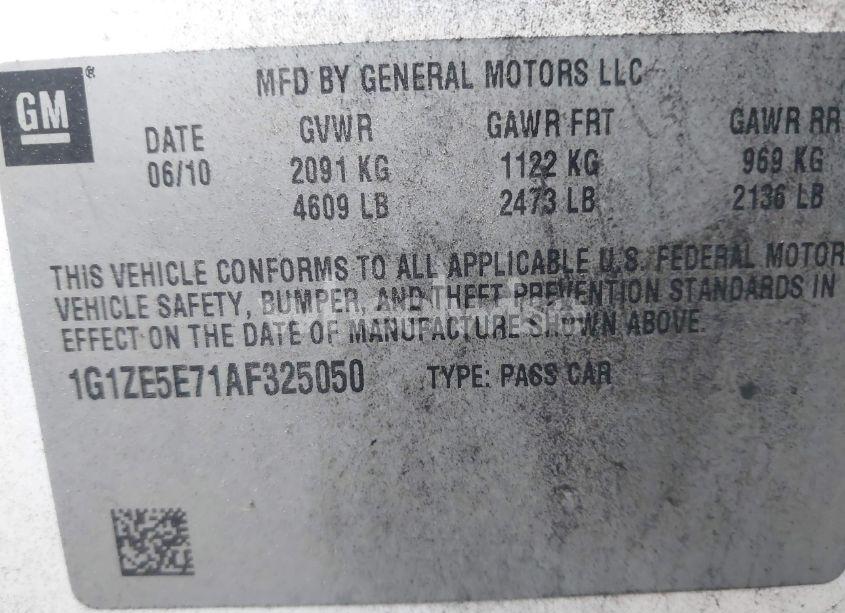 GM®
MFD BY GENERAL MOTORS LLC
DATE GVWR GAWR FRT GAWR RR
06/10 2091 KG 1122 KG 969 KG
4609 LB 2473 LB 2136 LB
THIS VEHICLE CONFORMS TO ALL APPLICABLE U.S. FEDERAL MOTOR
VEHICLE SAFETY, BUMPER, AND THEFT PREVENTION STANDARDS IN
EFFECT ON THE DATE OF MANUFACTURE SHOWN ABOVE.
1G1ZE5E71AF325050 TYPE: PASS CAR